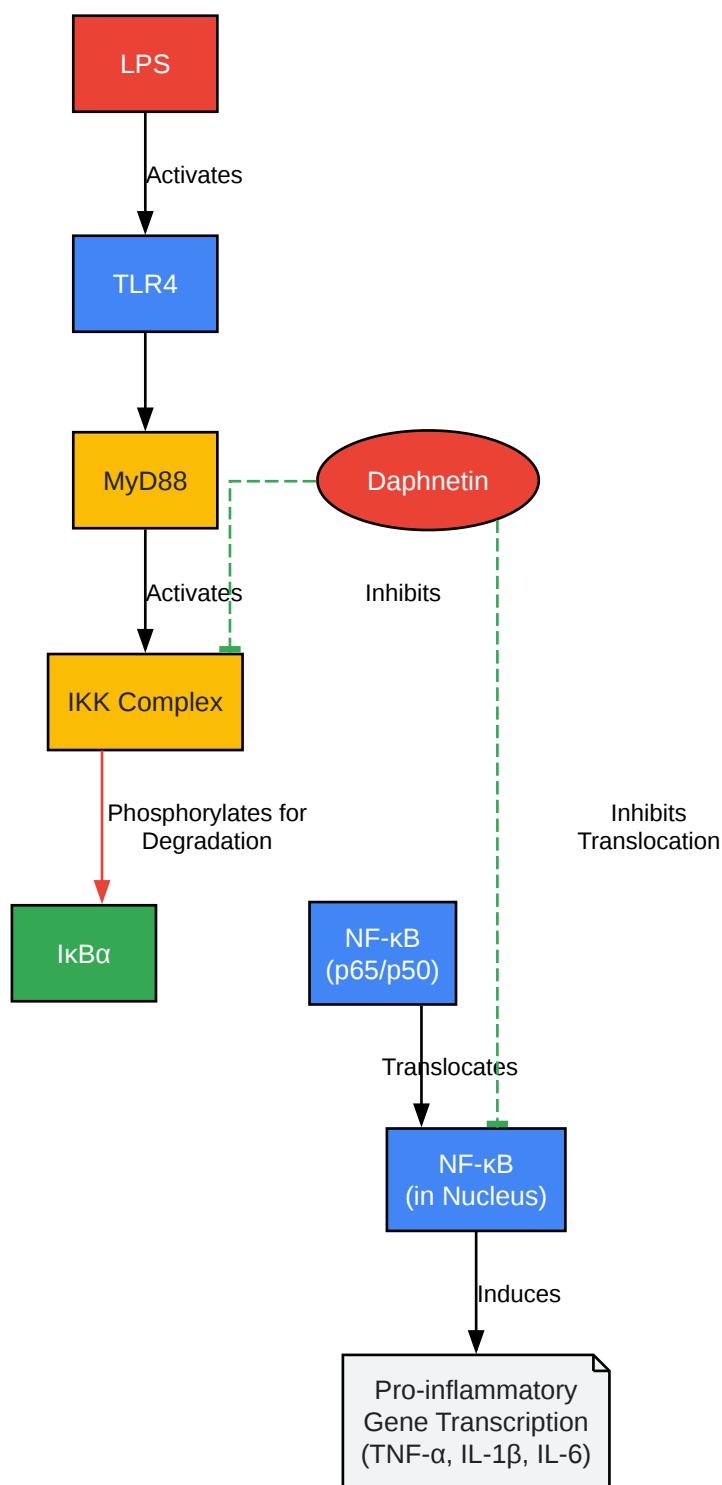 LPS
Activates
TLR4
MyD88
Daphnetin
Activates
Inhibits
IKK Complex
Phosphorylates for
Degradation
Inhibits
Translocation
IκBα
NF-κB
(p65/p50)
Translocates
NF-κB
(in Nucleus)
Induces
Pro-inflammatory
Gene Transcription
(TNF-α, IL-1β, IL-6)